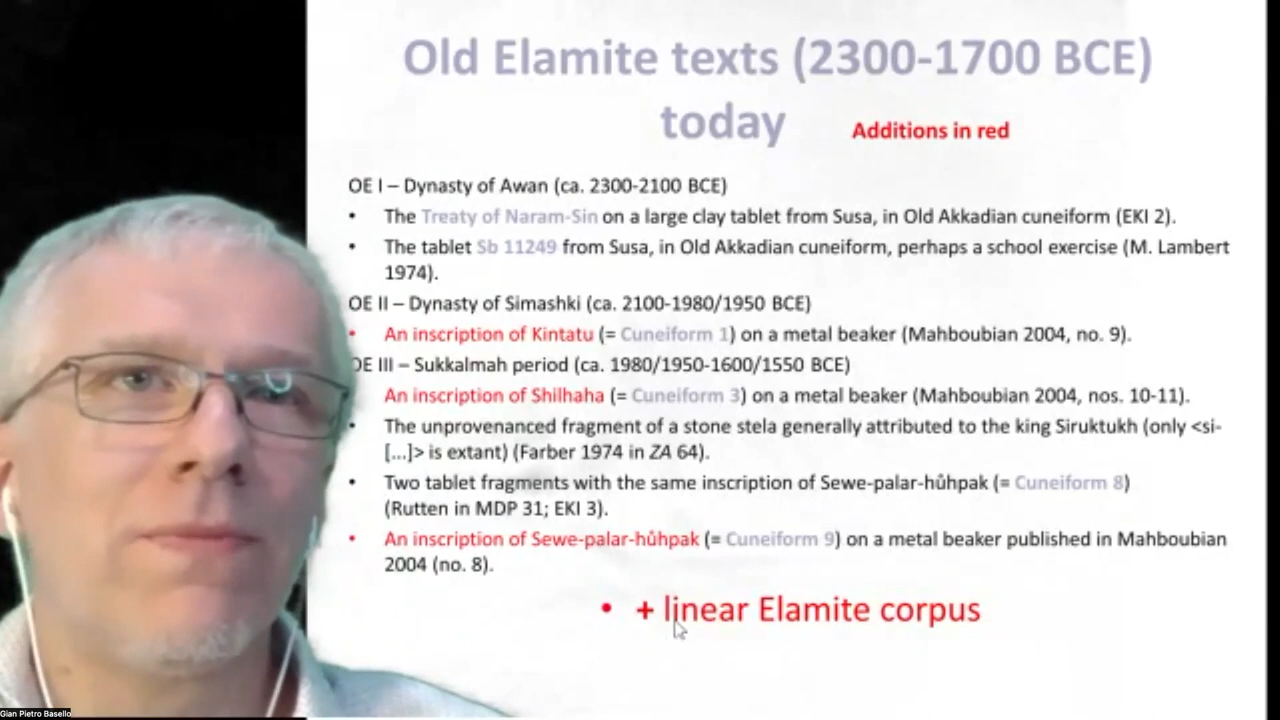 Old Elamite texts (2300-1700 BCE)
today
Additions in red
OE I – Dynasty of Awan (ca. 2300-2100 BCE)
• The Treaty of Naram-Sin on a large clay tablet from Susa, in Old Akkadian cuneiform (EKI 2).
• The tablet Sb 11249 from Susa, in Old Akkadian cuneiform, perhaps a school exercise (M. Lambert
1974).
OE II – Dynasty of Simashki (ca. 2100-1980/1950 BCE)
• An inscription of Kintatu (= Cuneiform 1) on a metal beaker (Mahboubian 2004, no. 9).
OE III – Sukkalmah period (ca. 1980/1950-1600/1550 BCE)
An inscription of Shilhaha (= Cuneiform 3) on a metal beaker (Mahboubian 2004, nos. 10-11).
• The unprovenanced fragment of a stone stela generally attributed to the king Siruktukh (only <si-
[...]> is extant) (Farber 1974 in ZA 64).
• Two tablet fragments with the same inscription of Sewe-palar-hûhpak (= Cuneiform 8)
(Rutten in MDP 31; EKI 3).
• An inscription of Sewe-palar-hûhpak (= Cuneiform 9) on a metal beaker published in Mahboubian
2004 (no. 8).
• + linear Elamite corpus
Gian Pietro Basello